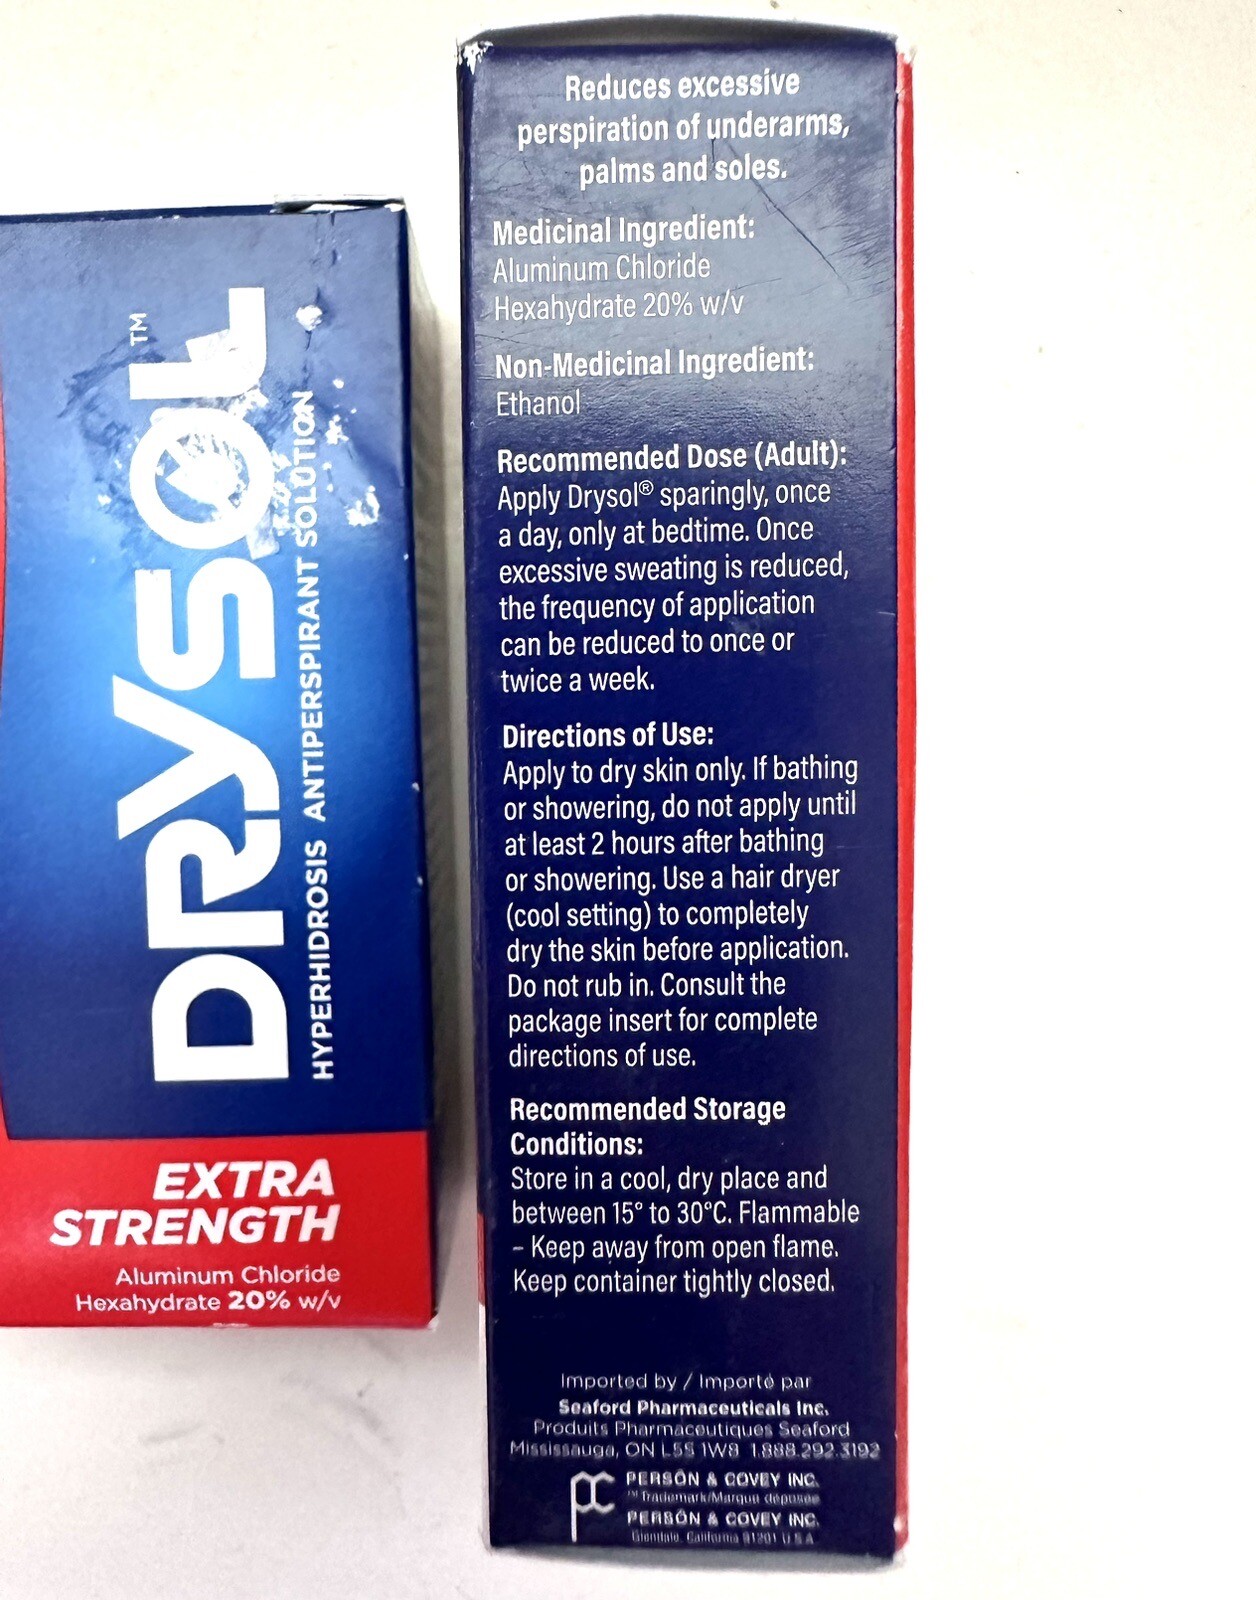 DRYSOL™
HYPERHIDROSIS ANTIPERSPIRANT SOLUTION
EXTRA
STRENGTH
Aluminum Chloride
Hexahydrate 20% w/v
Reduces excessive
perspiration of underarms,
palms and soles.
Medicinal Ingredient:
Aluminum Chloride
Hexahydrate 20% w/v
Non-Medicinal Ingredient:
Ethanol
Recommended Dose (Adult):
Apply Drysol® sparingly, once
a day, only at bedtime. Once
excessive sweating is reduced,
the frequency of application
can be reduced to once or
twice a week.
Directions of Use:
Apply to dry skin only. If bathing
or showering, do not apply until
at least 2 hours after bathing
or showering. Use a hair dryer
(cool setting) to completely
dry the skin before application.
Do not rub in. Consult the
package insert for complete
directions of use.
Recommended Storage
Conditions:
Store in a cool, dry place and
between 15° to 30°C. Flammable
– Keep away from open flame.
Keep container tightly closed.
Imported by / Importé par
Seaford Pharmaceuticals Inc.
Produits Pharmaceutiques Seaford
Mississauga, ON L5S 1W8 1.888.292.3192
pc
PERSŌN & COVEY INC.
™ Trademark/Marque déposée
PERSŌN & COVEY INC.
Glendale, California 91201 U.S.A.